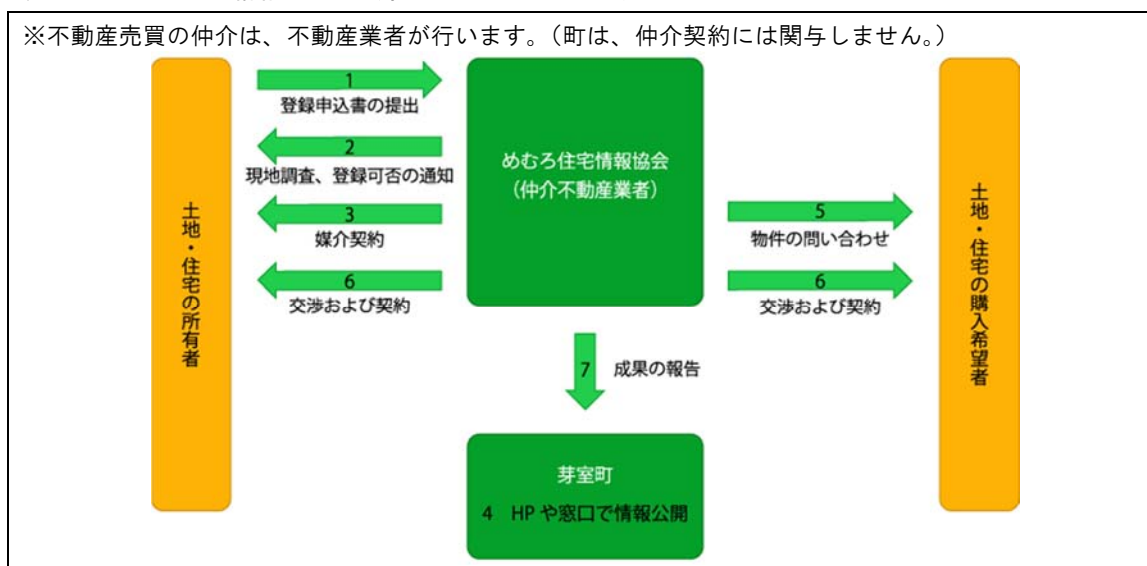 ※不動産売買の仲介は、不動産業者が行います。（町は、仲介契約には関与しません。）
1
登録申込書の提出
2
現地調査、登録可否の通知
3
媒介契約
6
交渉および契約
土地・住宅の所有者
めむろ住宅情報協会
（仲介不動産業者）
5
物件の問い合わせ
6
交渉および契約
土地・住宅の購入希望者
7 成果の報告
芽室町
4 HPや窓口で情報公開